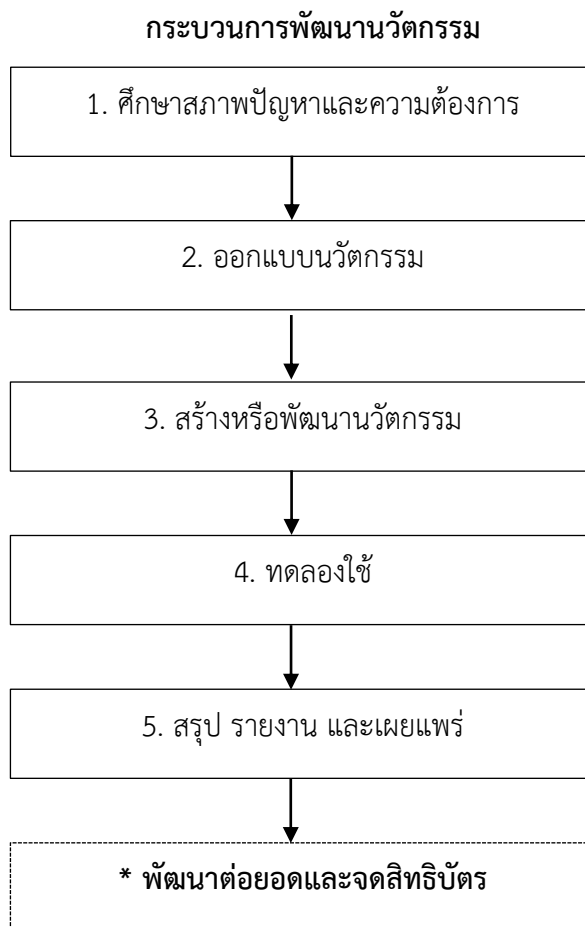 กระบวนการพัฒนานวัตกรรม
1. ศึกษาสภาพปัญหาและความต้องการ
2. ออกแบบนวัตกรรม
3. สร้างหรือพัฒนานวัตกรรม
4. ทดลองใช้
5. สรุป รายงาน และเผยแพร่
* พัฒนาต่อยอดและจดสิทธิบัตร